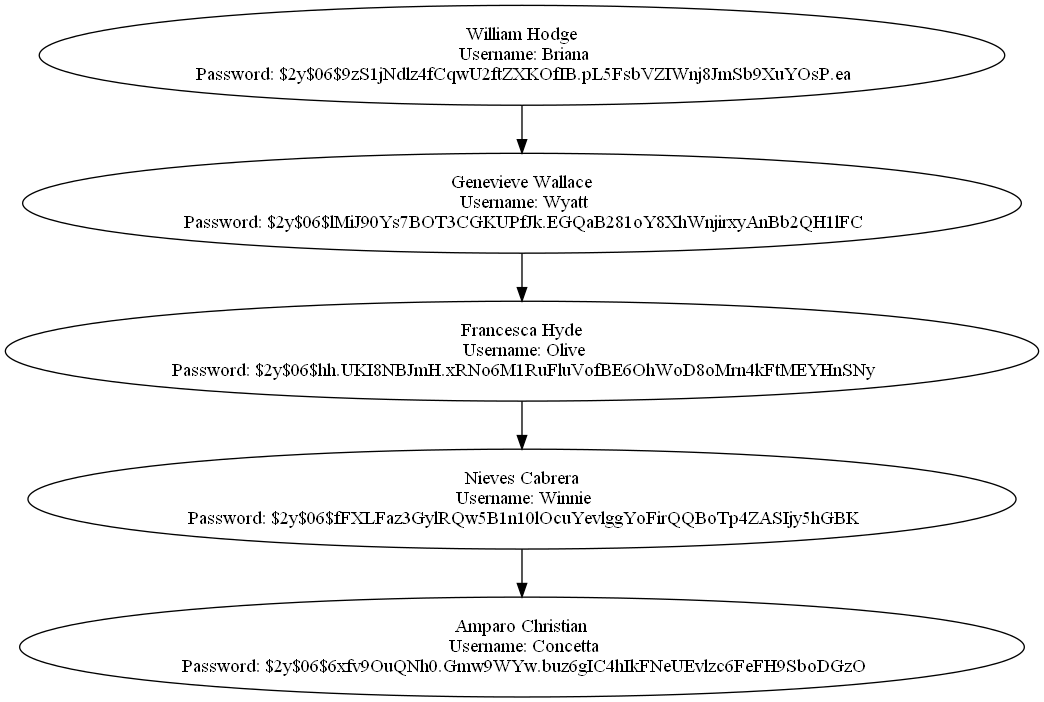 William Hodge
Username: Briana
Password: $2y$06$9zS1jNdlz4fCqwU2ftZXKOfIB.pL5FsbVZIWnj8JmSb9XuYOsP.ea
Genevieve Wallace
Username: Wyatt
Password: $2y$06$lMiJ90Ys7BOT3CGKUPfJk.EGQaB281oY8XhWnjirxyAnBb2QH1lFC
Francesca Hyde
Username: Olive
Password: $2y$06$hh.UKI8NBJmH.xRNo6M1RuFluVofBE6OhWoD8oMrn4kFtMEYHnSNy
Nieves Cabrera
Username: Winnie
Password: $2y$06$fFXLFaz3GylRQw5B1n10lOcuYevlggYoFirQQBoTp4ZASIjy5hGBK
Amparo Christian
Username: Concetta
Password: $2y$06$6xfv9OuQNh0.Gmw9WYw.buz6gIC4hIkFNeUEvlzc6FeFH9SboDGzO